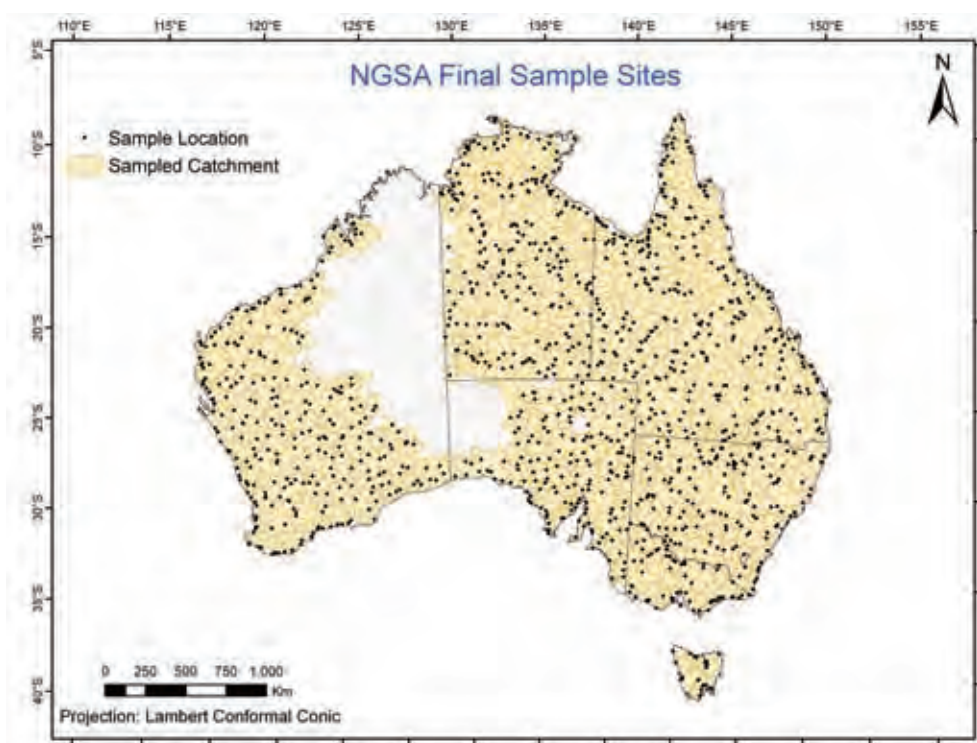 110°E 115°E 120°E 125°E 130°E 135°E 140°E 145°E 150°E 155°E
5°S
NGSA Final Sample Sites
N
Sample Location
Sampled Catchment
10°S
15°S
20°S
25°S
30°S
35°S
40°S
0 250 500 750 1,000
Km
Projection: Lambert Conformal Conic